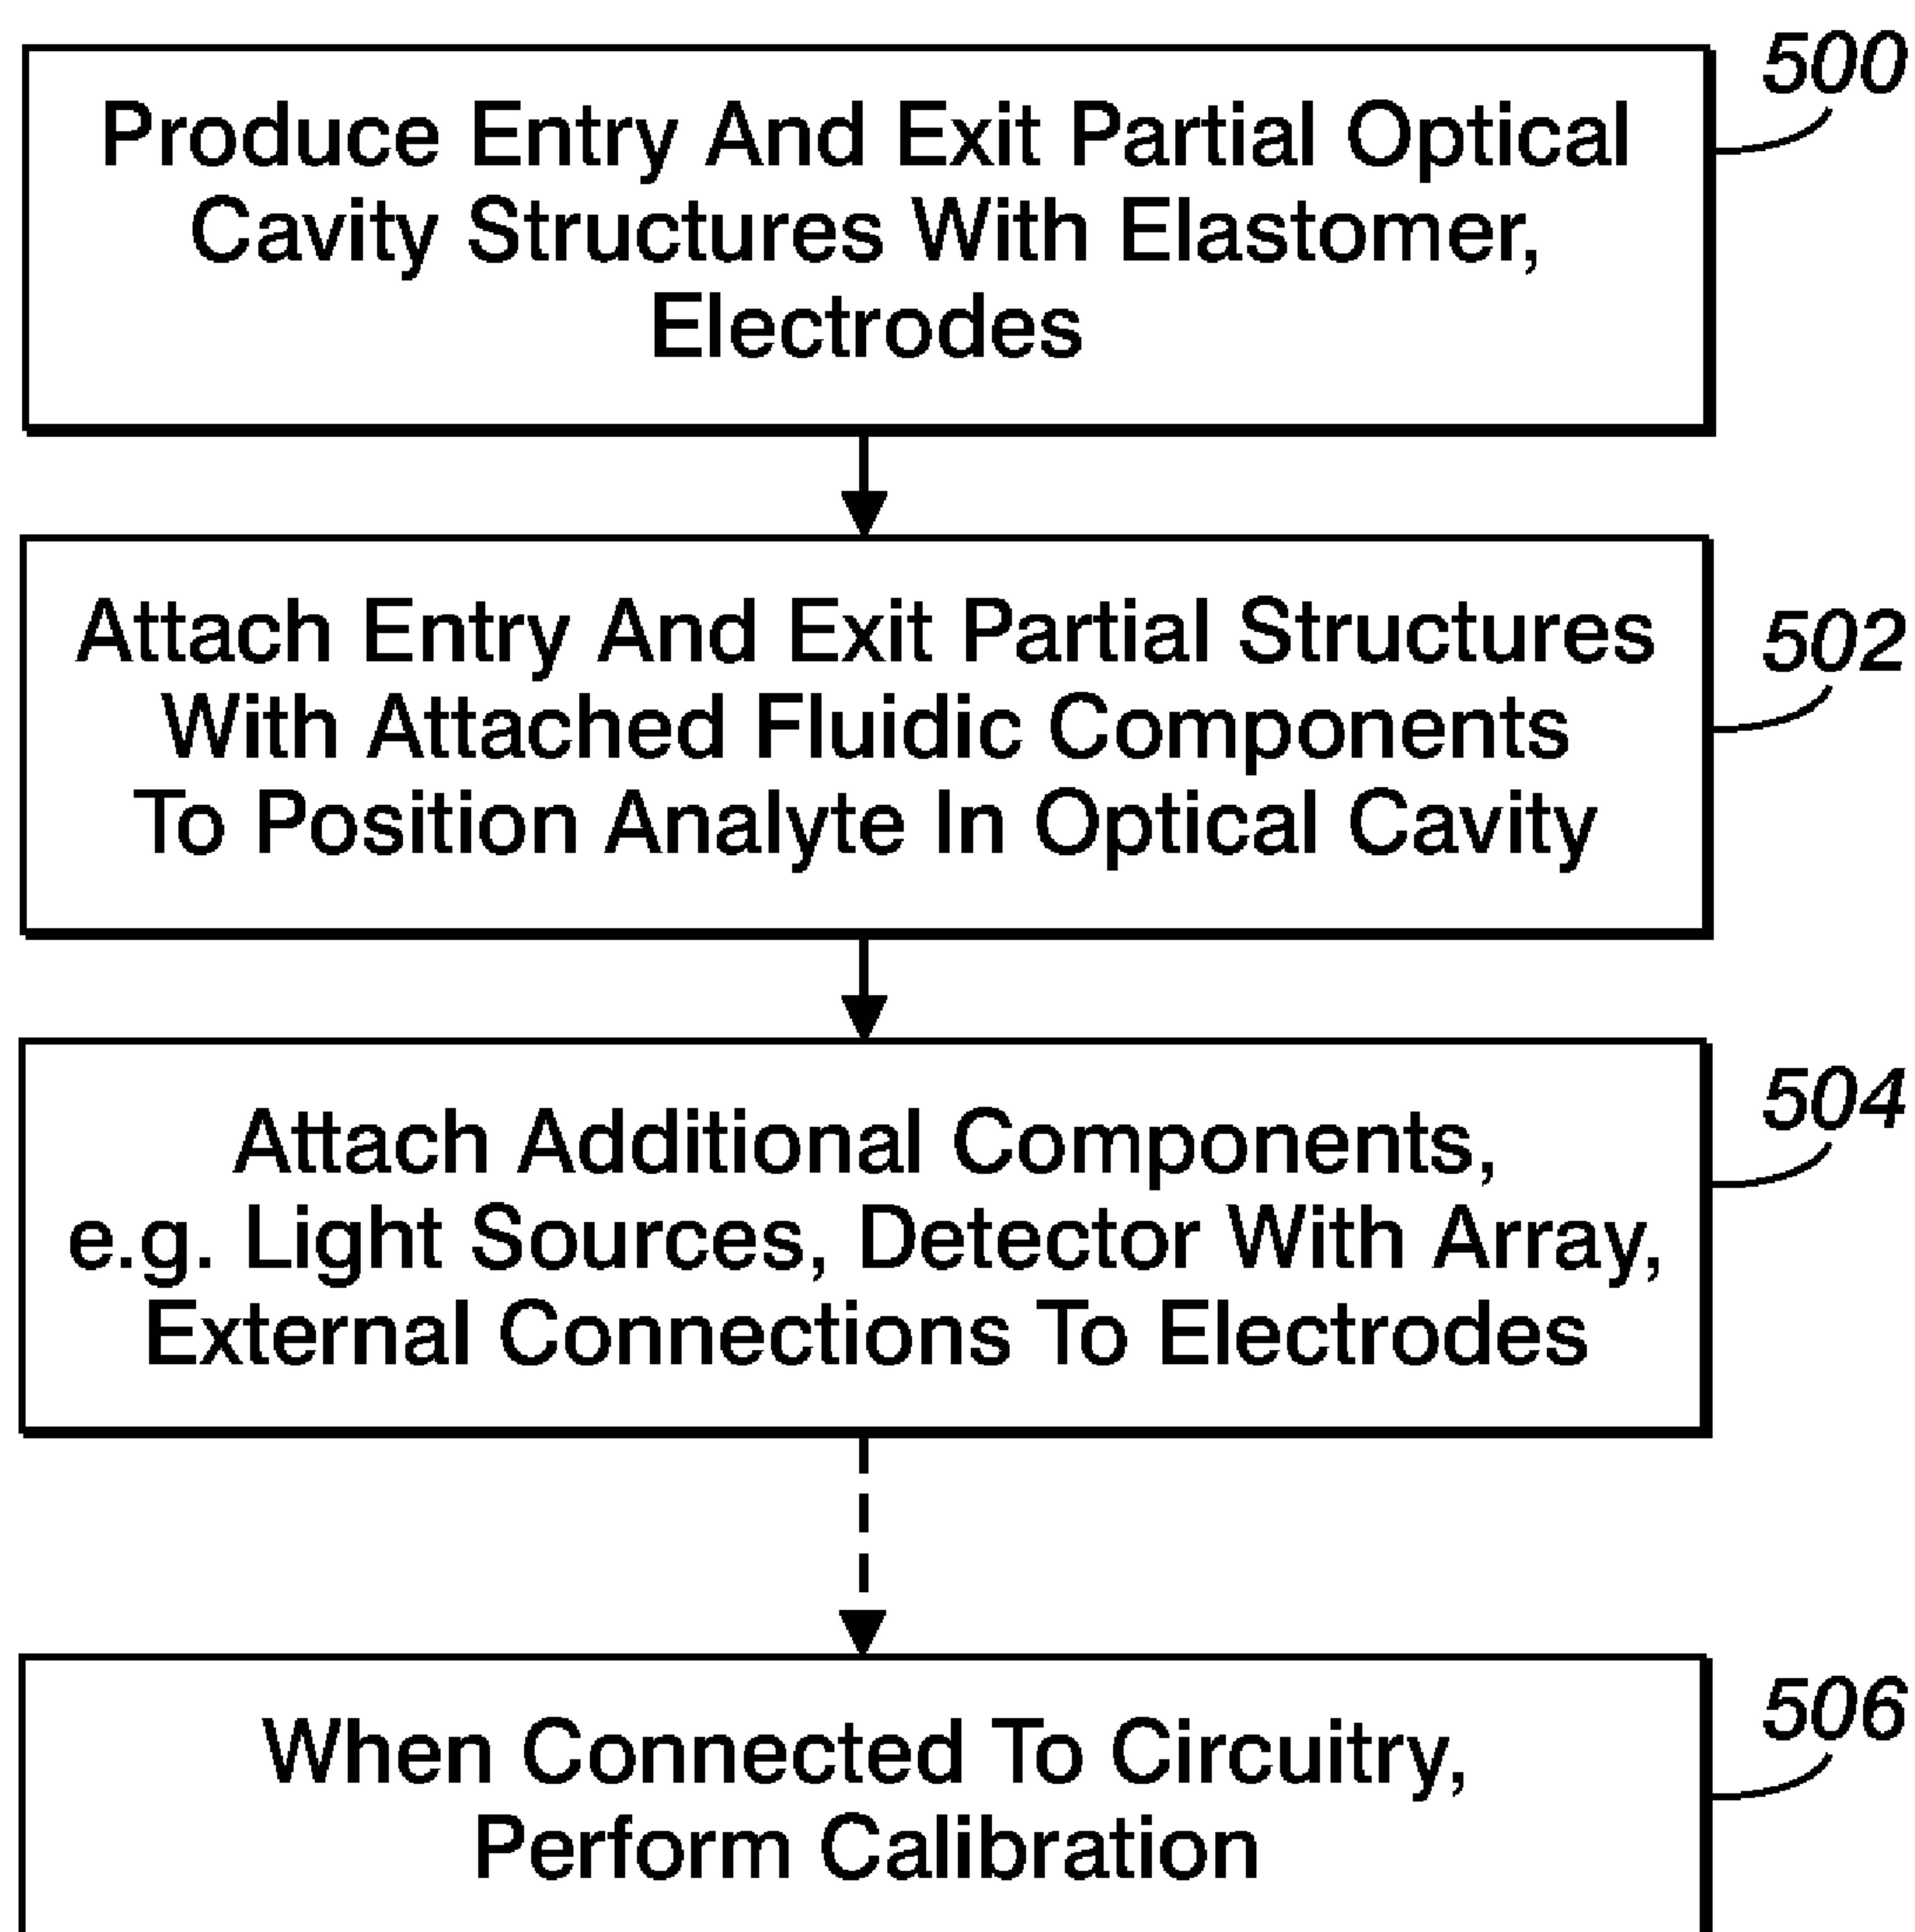 500
Produce Entry And Exit Partial Optical
Cavity Structures With Elastomer,
Electrodes
502
Attach Entry And Exit Partial Structures
With Attached Fluidic Components
To Position Analyte In Optical Cavity
504
Attach Additional Components,
e.g. Light Sources, Detector With Array,
External Connections To Electrodes
506
When Connected To Circuitry,
Perform Calibration